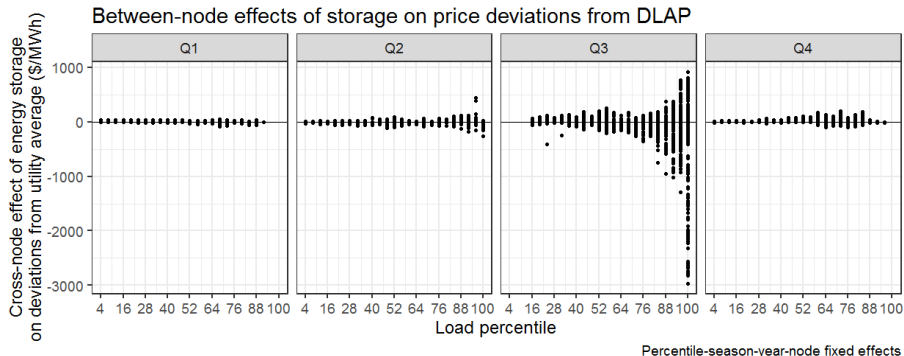 Between-node effects of storage on price deviations from DLAP
Cross-node effect of energy storage
on deviations from utility average ($/MWh)
Q1 Q2 Q3 Q4
1000
0
-1000
-2000
-3000
4 16 28 40 52 64 76 88 100 4 16 28 40 52 64 76 88 100 4 16 28 40 52 64 76 88 100 4 16 28 40 52 64 76 88 100
Load percentile
Percentile-season-year-node fixed effects